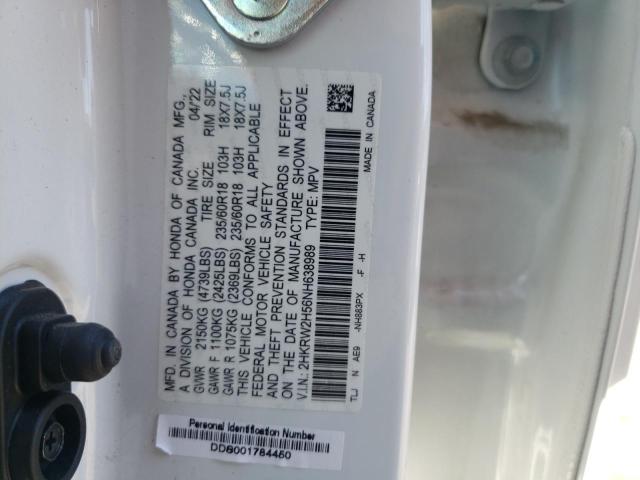 MFD. IN CANADA BY HONDA OF CANADA MFG.,
A DIVISION OF HONDA CANADA INC. 04/22
GVWR 2150KG (4739LBS) TIRE SIZE RIM SIZE
GAWR F 1100KG (2425LBS) 235/60R18 103H 18X7.5J
GAWR R 1075KG (2369LBS) 235/60R18 103H 18X7.5J
THIS VEHICLE CONFORMS TO ALL APPLICABLE
FEDERAL MOTOR VEHICLE SAFETY
AND THEFT PREVENTION STANDARDS IN EFFECT
ON THE DATE OF MANUFACTURE SHOWN ABOVE.
V.I.N.: 2HKRW2H56NH638989 TYPE: MPV
TLJ N AE9 -NH883PX -F -H MADE IN CANADA
Personal Identification Number
DDB001784460